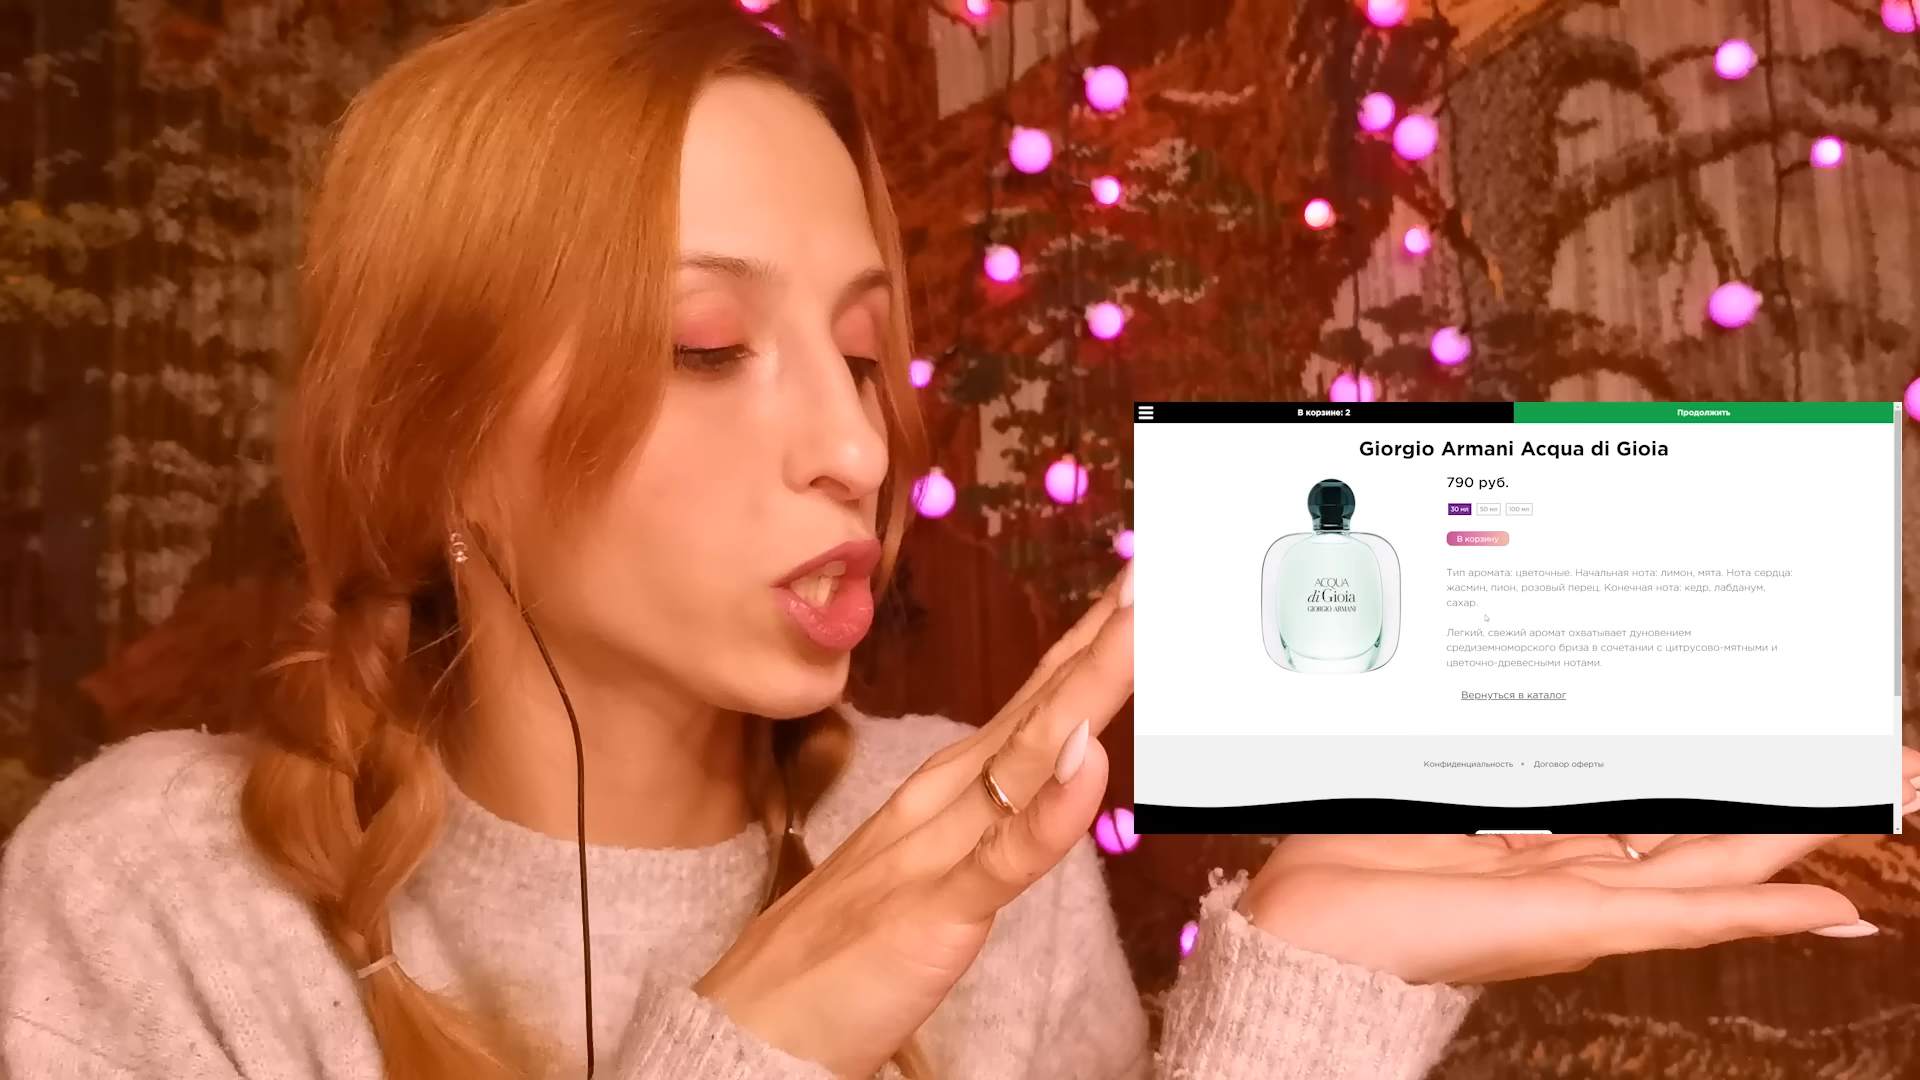 В корзине: 2
Продолжить
Giorgio Armani Acqua di Gioia
790 руб.
30 мл 50 мл 100 мл
В корзину
ACQUA
di Gioia
GIORGIO ARMANI
Тип аромата: цветочные. Начальная нота: лимон, мята. Нота сердца:
жасмин, пион, розовый перец. Конечная нота: кедр, лабданум,
сахар.
Легкий, свежий аромат охватывает дуновением
средиземноморского бриза в сочетании с цитрусово-мятными и
цветочно-древесными нотами.
Вернуться в каталог
Конфиденциальность • Договор оферты